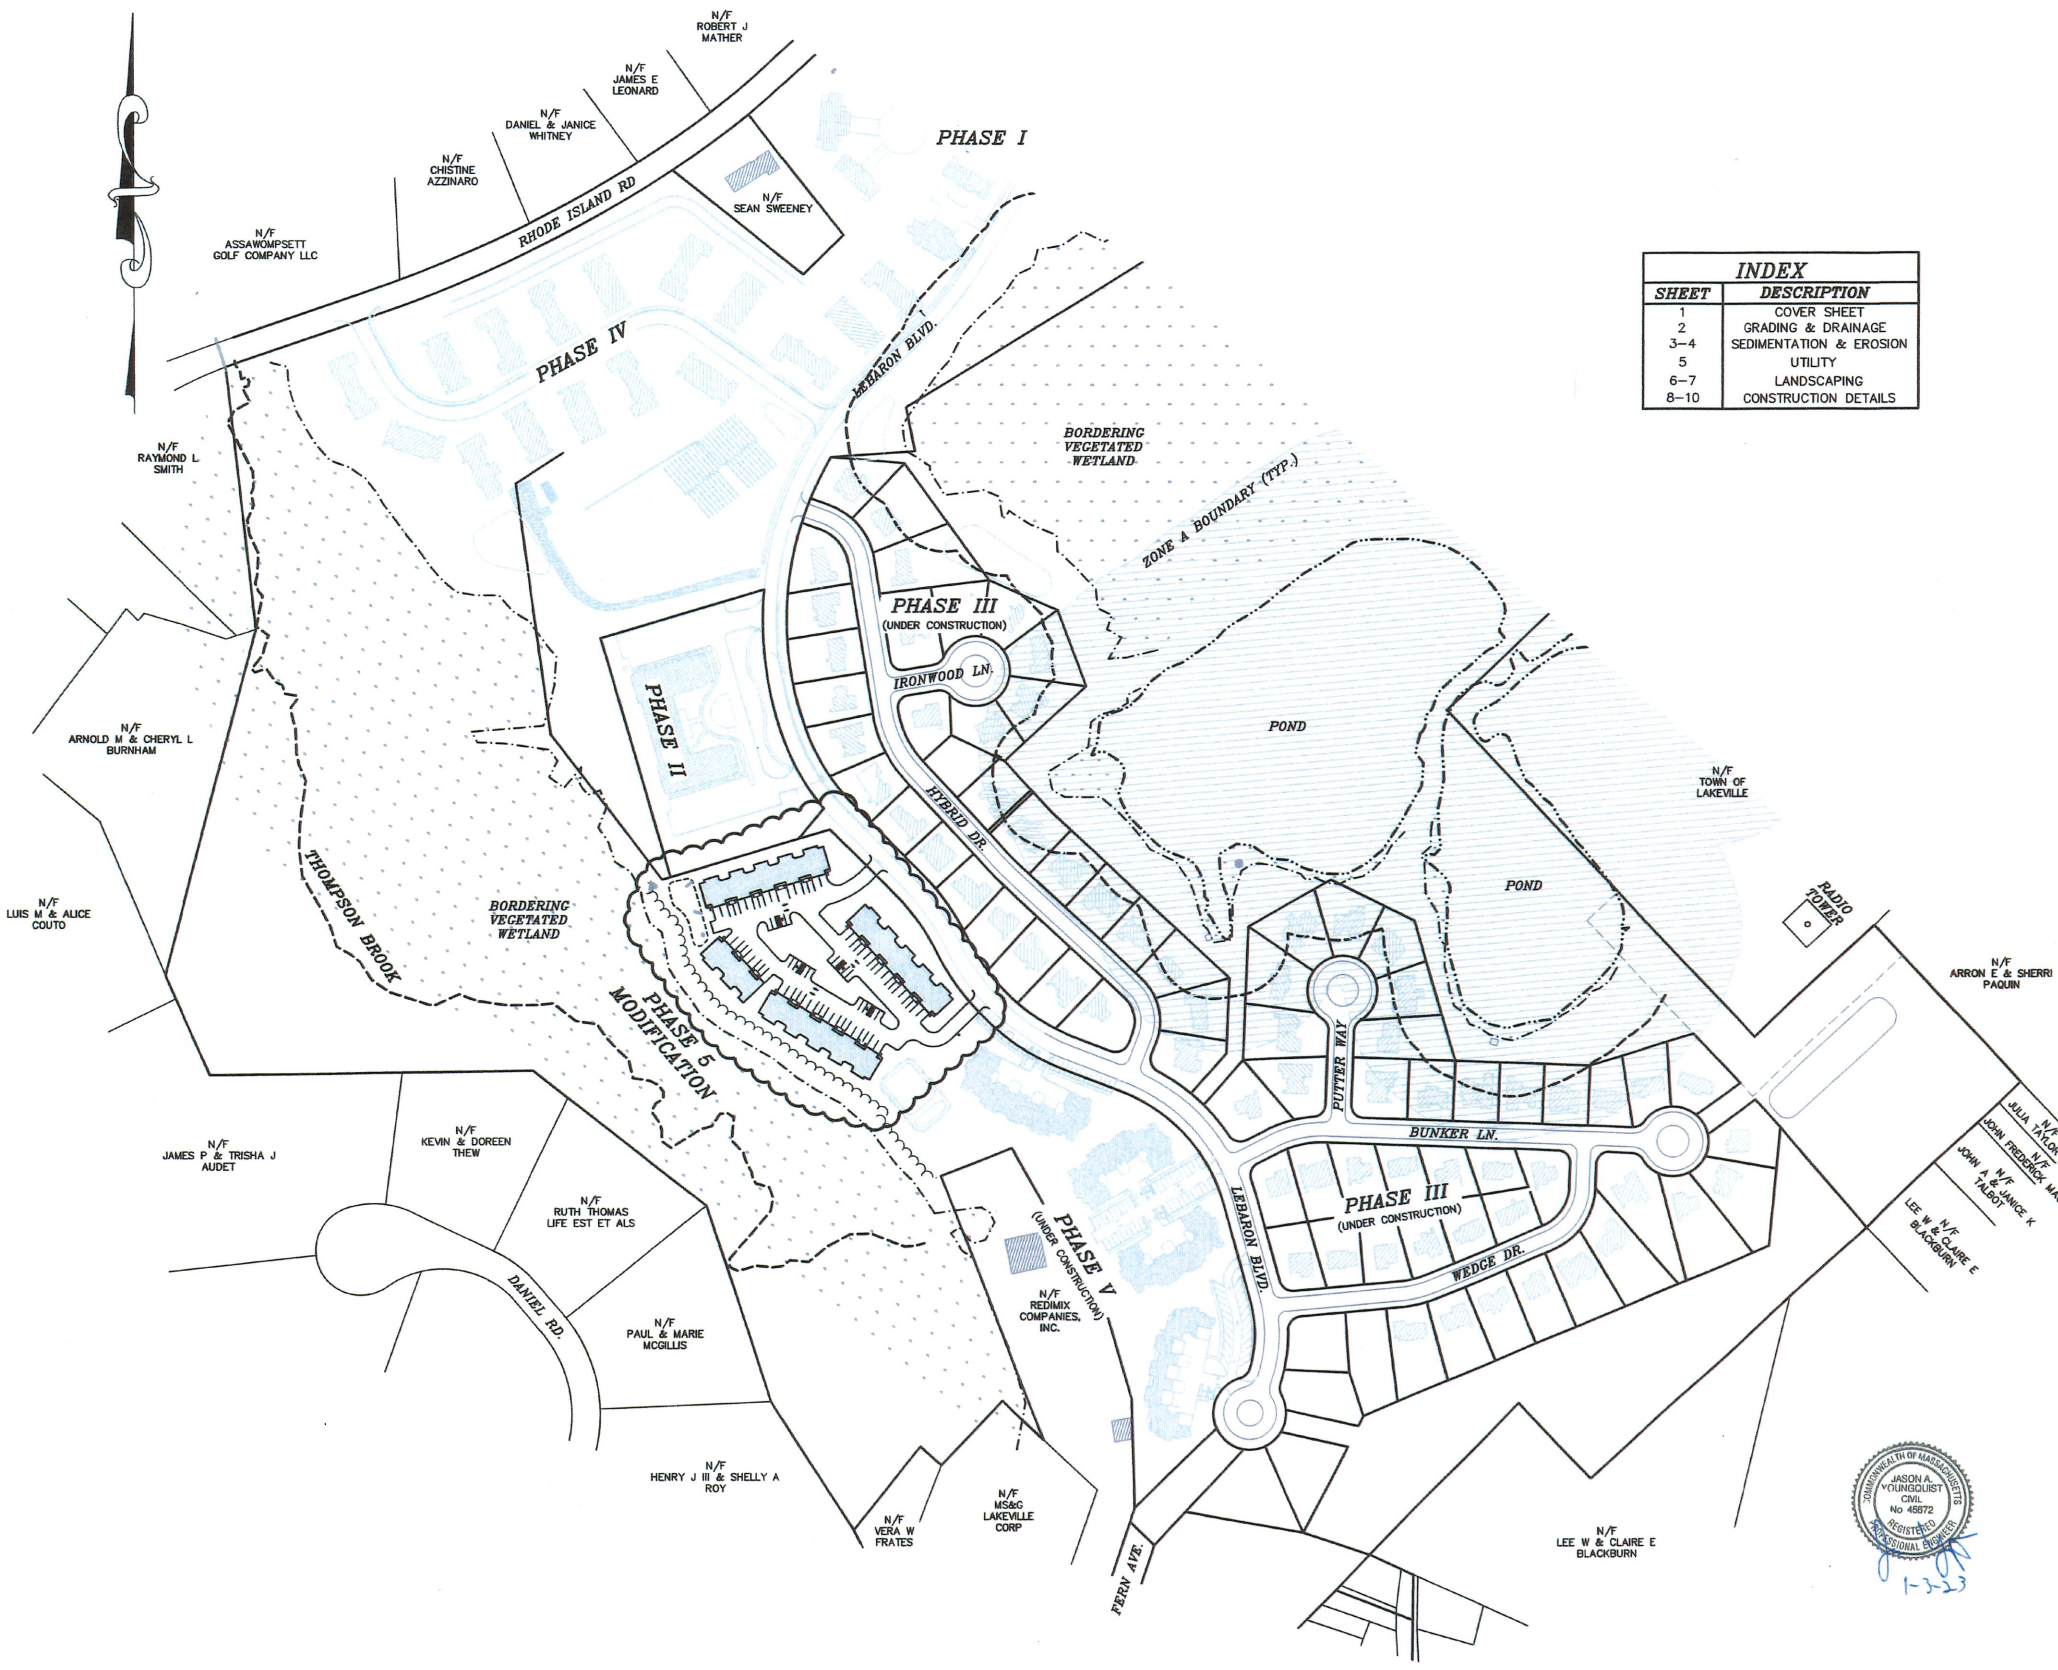 N/F
ROBERT J
MATHER
N/F
JAMES E
LEONARD
N/F
DANIEL & JANICE
WHITNEY
N/F
CHISTINE
AZZINARO
N/F
ASSAWOMPSETT
GOLF COMPANY LLC
RHODE ISLAND RD
N/F
SEAN SWEENEY
PHASE I
PHASE IV
LEBARON BLVD.
INDEX
SHEET DESCRIPTION
1 COVER SHEET
2 GRADING & DRAINAGE
3-4 SEDIMENTATION & EROSION
5 UTILITY
6-7 LANDSCAPING
8-10 CONSTRUCTION DETAILS
N/F
RAYMOND L
SMITH
BORDERING
VEGETATED
WETLAND
ZONE A BOUNDARY (TYP.)
PHASE III
(UNDER CONSTRUCTION)
IRONWOOD LN.
PHASE II
POND
N/F
ARNOLD M & CHERYL L
BURNHAM
N/F
TOWN OF
LAKEVILLE
HYBRID DR.
THOMPSON BROOK
POND
RADIO
TOWER
N/F
LUIS M & ALICE
COUTO
BORDERING
VEGETATED
WETLAND
N/F
ARRON E & SHERRI
PAQUIN
PHASE 5
MODIFICATION
PUTTER WAY
BUNKER LN.
N/F
JULIA TAYLOR
N/F
JOHN FREDERICK
N/F
JOHN A & JANICE K
TALBOT
N/F
LEE W & CLAIRE E
BLACKBURN
N/F
JAMES P & TRISHA J
AUDET
N/F
KEVIN & DOREEN
THEW
N/F
RUTH THOMAS
LIFE EST ET ALS
PHASE III
(UNDER CONSTRUCTION)
LEBARON BLVD.
WEDGE DR.
PHASE V
(UNDER CONSTRUCTION)
N/F
REDIMIX
COMPANIES,
INC.
DANIEL RD.
N/F
PAUL & MARIE
MCGILLIS
N/F
HENRY J III & SHELLY A
ROY
N/F
VERA W
FRATES
N/F
MS&G
LAKEVILLE
CORP
FERN AVE.
N/F
LEE W & CLAIRE E
BLACKBURN
COMMONWEALTH OF MASSACHUSETTS
JASON A.
YOUNGQUIST
CIVIL
No 45672
REGISTERED
PROFESSIONAL ENGINEER
1-3-23